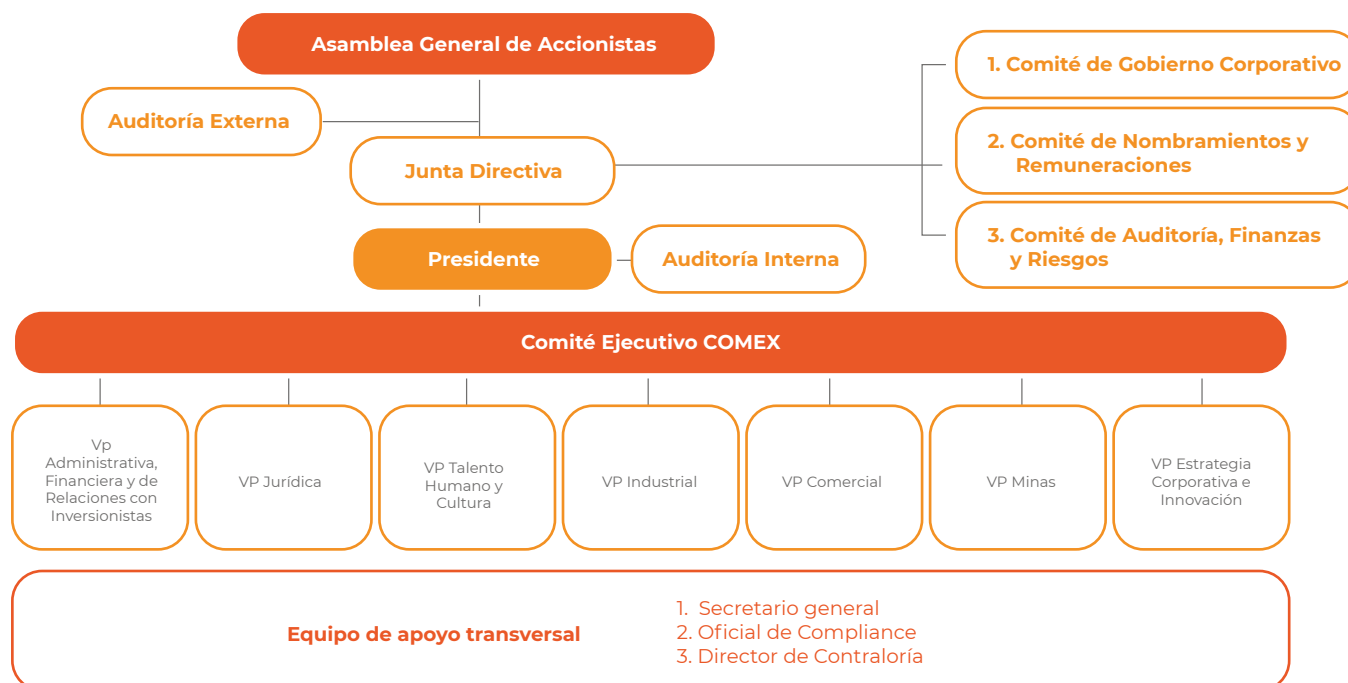 Asamblea General de Accionistas
Auditoría Externa
Junta Directiva
1. Comité de Gobierno Corporativo
2. Comité de Nombramientos y
Remuneraciones
3. Comité de Auditoría, Finanzas
y Riesgos
Presidente
Auditoría Interna
Comité Ejecutivo COMEX
Vp
Administrativa,
Financiera y de
Relaciones con
Inversionistas
VP Jurídica
VP Talento
Humano y
Cultura
VP Industrial
VP Comercial
VP Minas
VP Estrategia
Corporativa e
Innovación
Equipo de apoyo transversal
1. Secretario general
2. Oficial de Compliance
3. Director de Contraloría